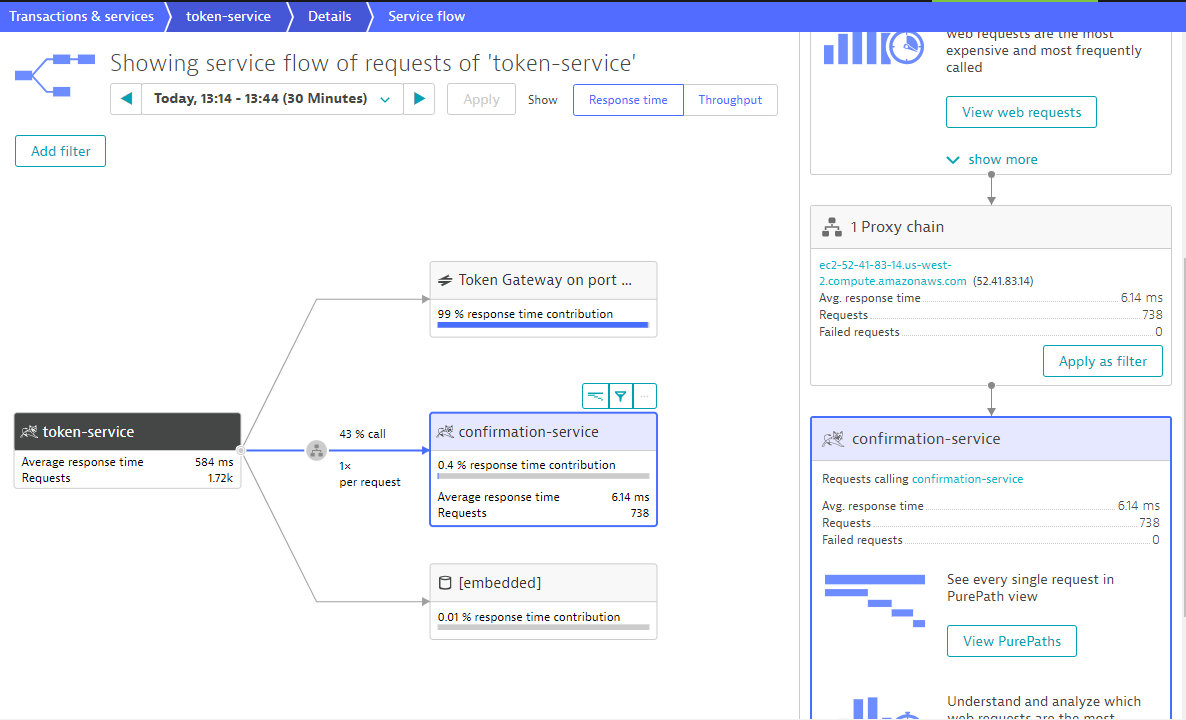 Transactions & services
token-service
Details
Service flow
Showing service flow of requests of 'token-service'
Today, 13:14 - 13:44 (30 Minutes)
Apply
Show
Response time
Throughput
Add filter
Token Gateway on port ...
99 % response time contribution
token-service
Average response time 584 ms
Requests 1.72k
43 % call
1×
per request
...
confirmation-service
0.4 % response time contribution
Average response time 6.14 ms
Requests 738
[embedded]
0.01 % response time contribution
web requests are the most
expensive and most frequently
called
View web requests
show more
1 Proxy chain
ec2-52-41-83-14.us-west-
2.compute.amazonaws.com (52.41.83.14)
Avg. response time 6.14 ms
Requests 738
Failed requests 0
Apply as filter
confirmation-service
Requests calling confirmation-service
Avg. response time 6.14 ms
Requests 738
Failed requests 0
See every single request in
PurePath view
View PurePaths
Understand and analyze which
web requests are the most